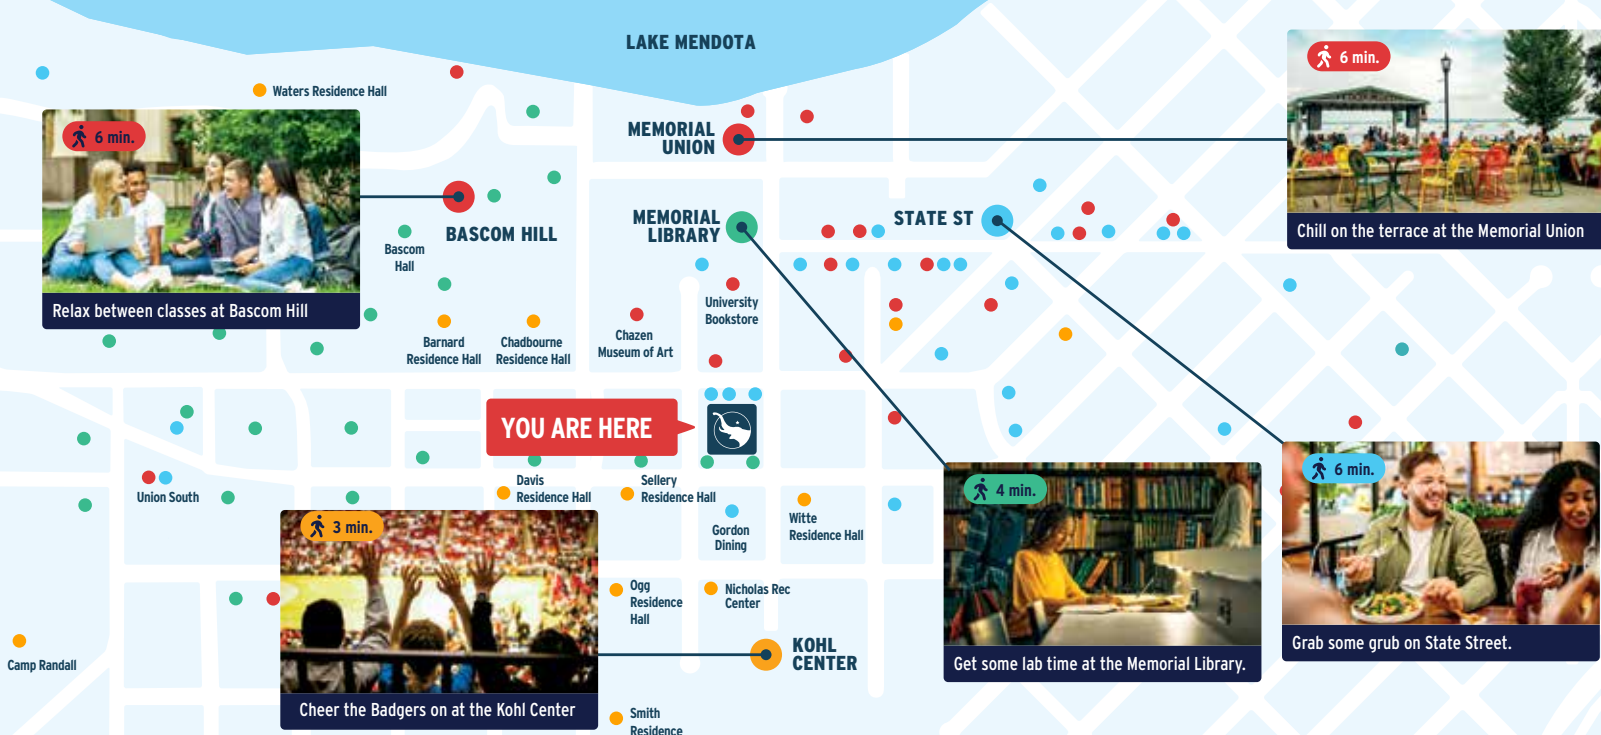 LAKE MENDOTA
6 min.
Waters Residence Hall
6 min.
MEMORIAL
UNION
MEMORIAL
LIBRARY
STATE ST
Chill on the terrace at the Memorial Union
BASCOM HILL
Bascom
Hall
Relax between classes at Bascom Hill
University
Bookstore
Barnard
Residence Hall
Chadbourne
Residence Hall
Chazen
Museum of Art
YOU ARE HERE
Union South
Davis
Residence Hall
Sellery
Residence Hall
4 min.
6 min.
3 min.
Gordon
Dining
Witte
Residence Hall
Ogg
Residence
Hall
Nicholas Rec
Center
Camp Randall
KOHL
CENTER
Get some lab time at the Memorial Library.
Grab some grub on State Street.
Cheer the Badgers on at the Kohl Center
Smith
Residence